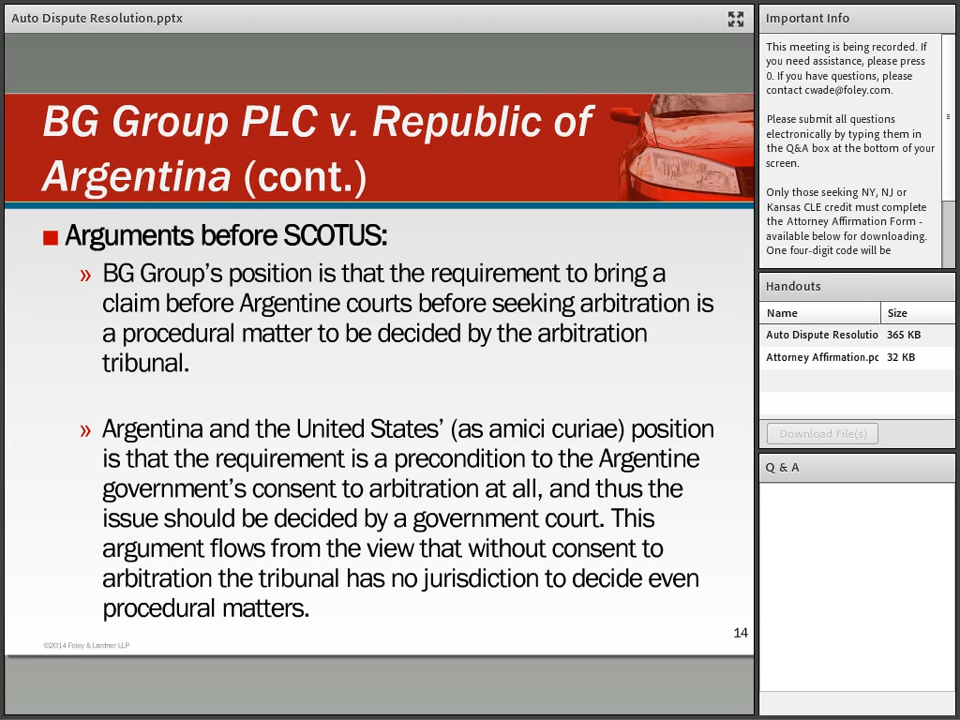 Auto Dispute Resolution.pptx
BG Group PLC v. Republic of
Argentina (cont.)
■ Arguments before SCOTUS:
» BG Group's position is that the requirement to bring a
claim before Argentine courts before seeking arbitration is
a procedural matter to be decided by the arbitration
tribunal.
» Argentina and the United States' (as amici curiae) position
is that the requirement is a precondition to the Argentine
government's consent to arbitration at all, and thus the
issue should be decided by a government court. This
argument flows from the view that without consent to
arbitration the tribunal has no jurisdiction to decide even
procedural matters.
14
©2014 Foley & Lardner LLP
Important Info
This meeting is being recorded. If
you need assistance, please press
0. If you have questions, please
contact cwade@foley.com.
Please submit all questions
electronically by typing them in
the Q&A box at the bottom of your
screen.
Only those seeking NY, NJ or
Kansas CLE credit must complete
the Attorney Affirmation Form -
available below for downloading.
One four-digit code will be
Handouts
Name Size
Auto Dispute Resolutio 365 KB
Attorney Affirmation.pc 32 KB
Download File(s)
Q & A